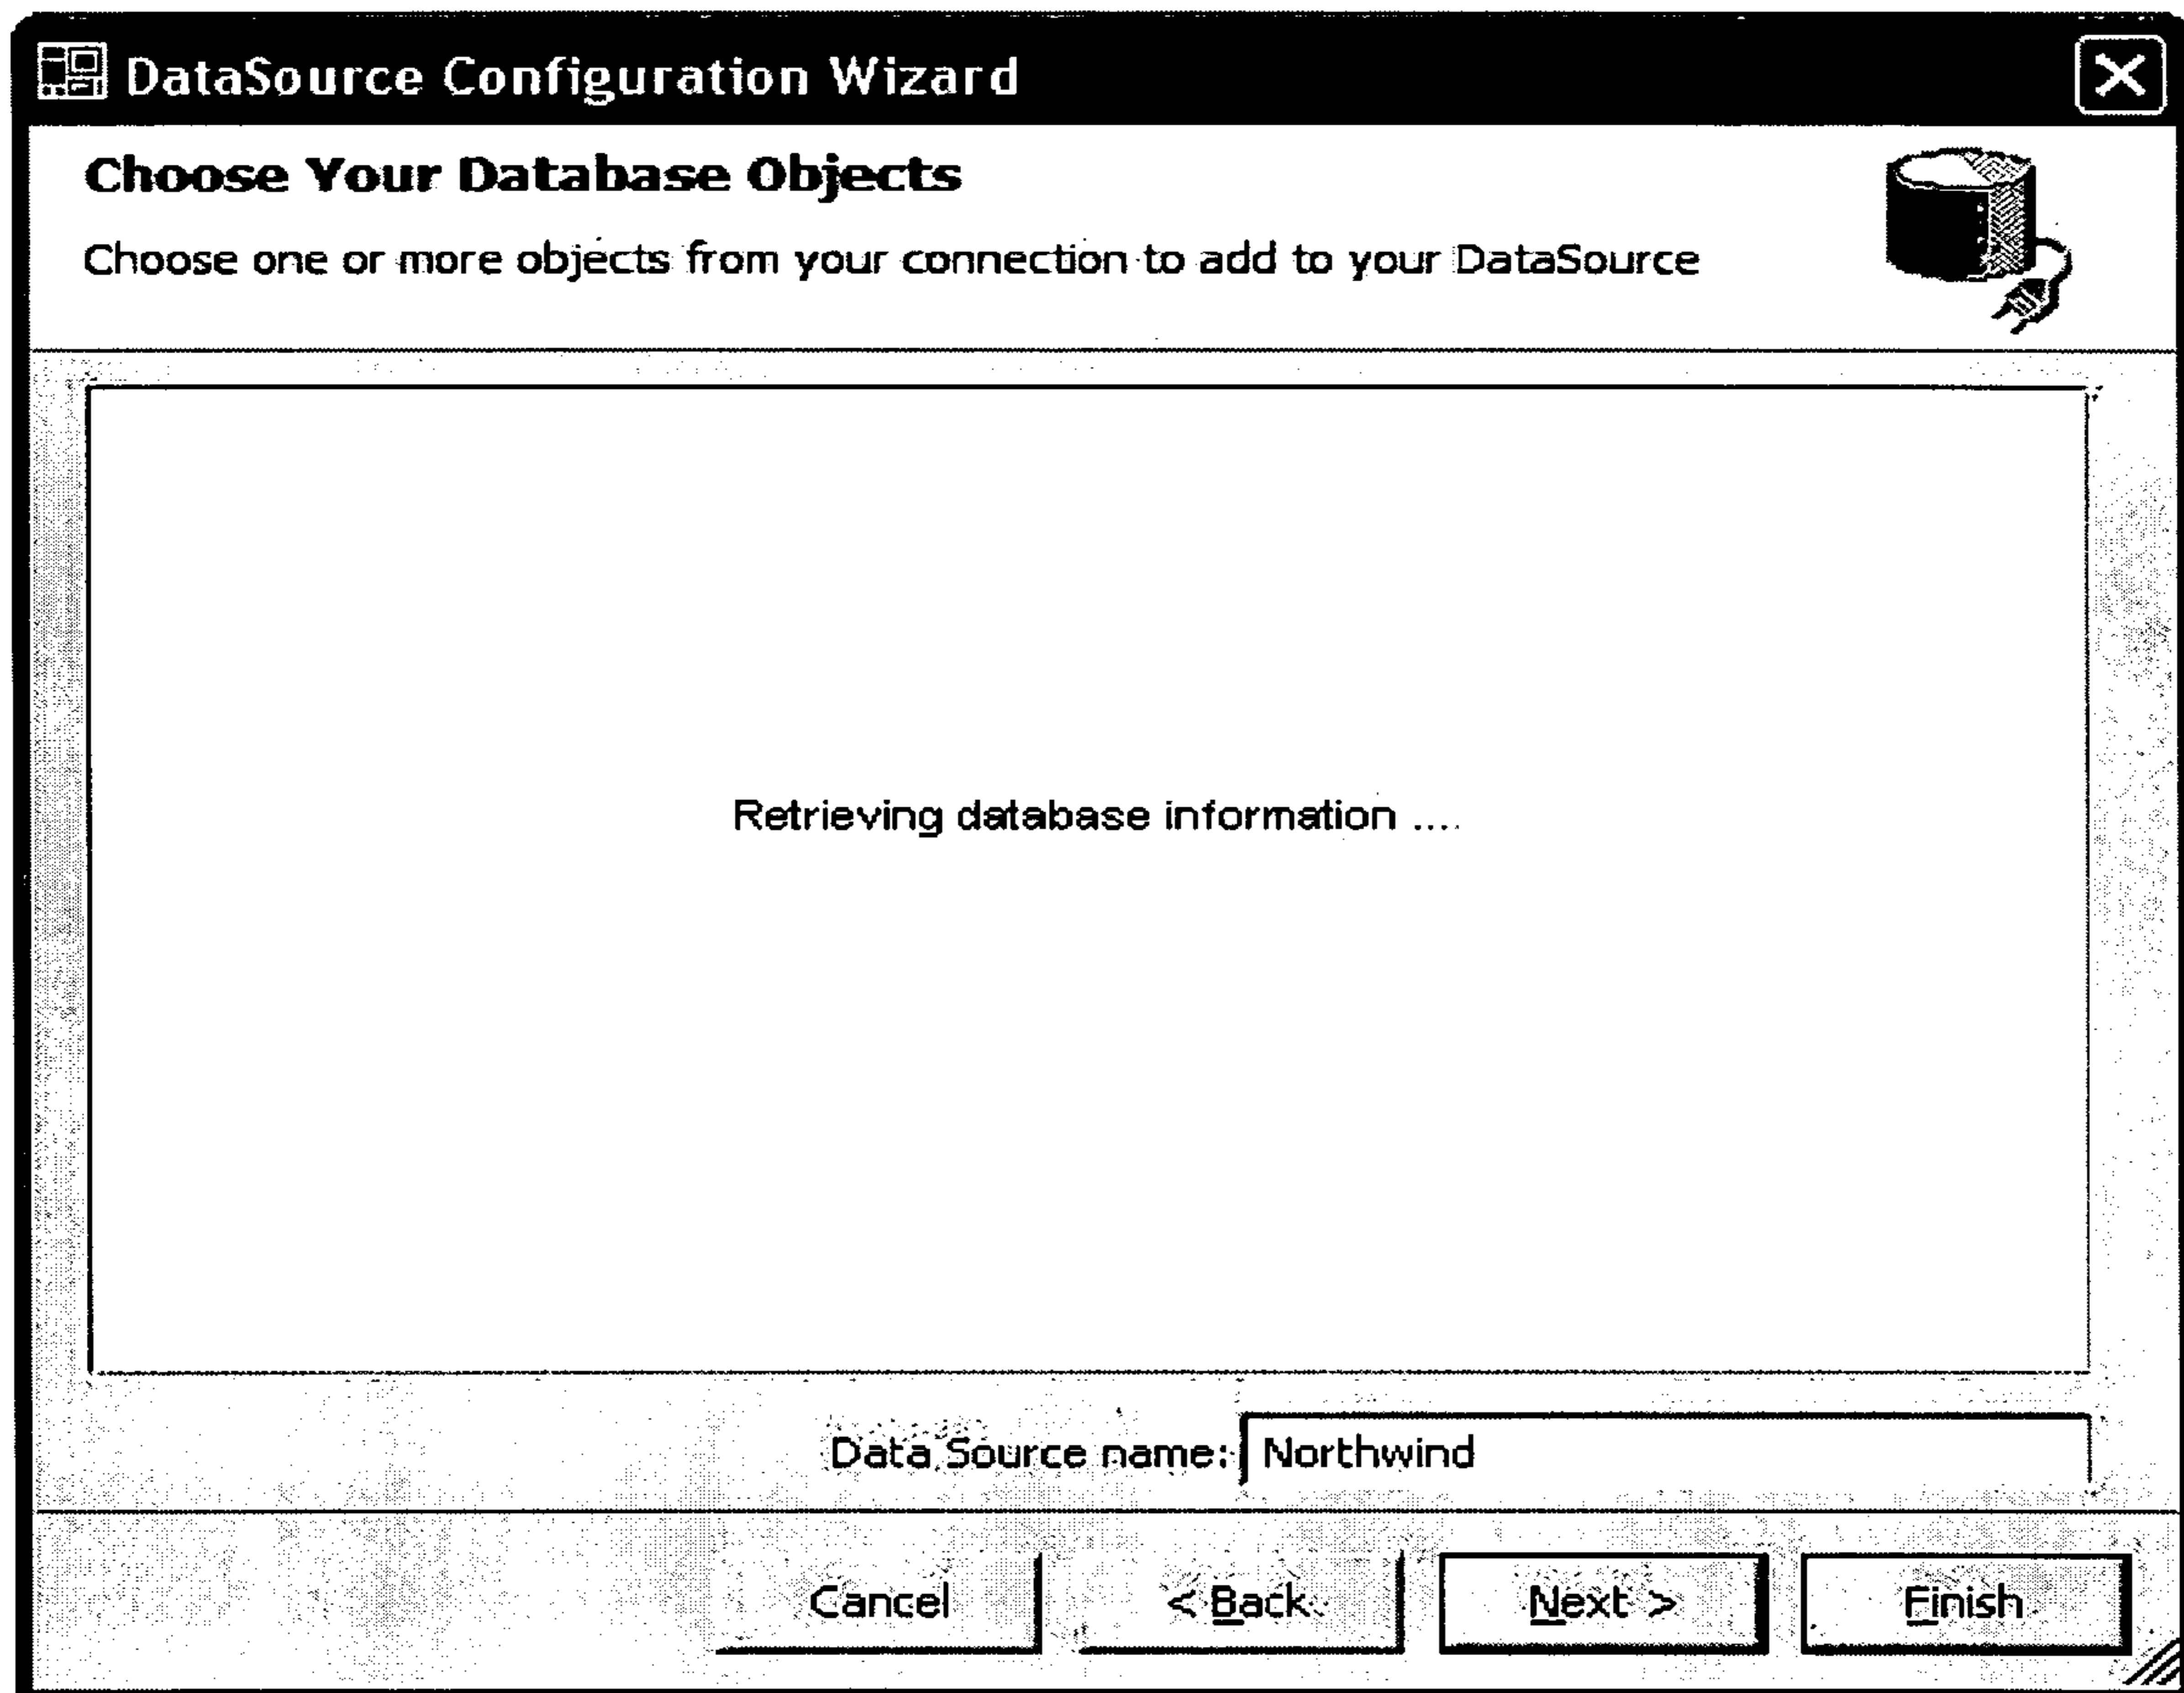 DataSource Configuration Wizard
Choose Your Database Objects
Choose one or more objects from your connection to add to your DataSource
Retrieving database information ....
Data Source name: Northwind
Cancel < Back Next > Finish